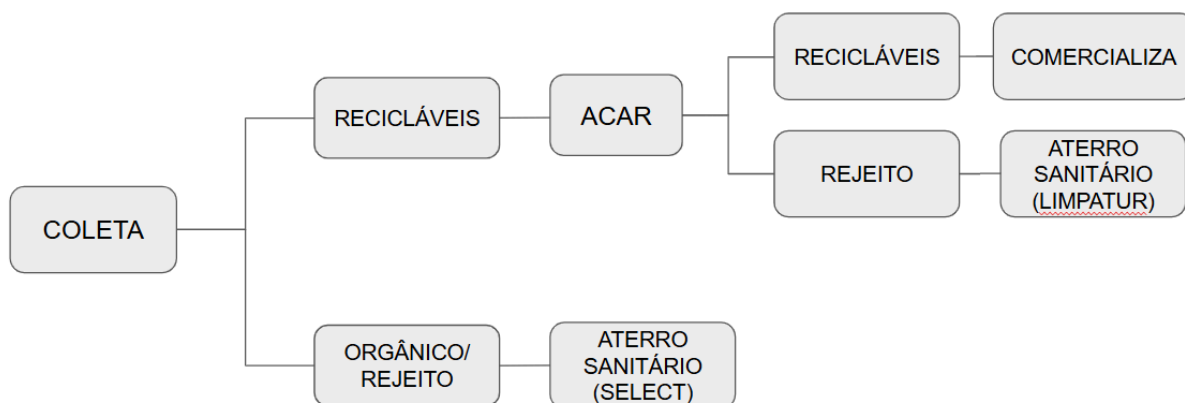 RECICLÁVEIS
COMERCIALIZA
RECICLÁVEIS
ACAR
REJEITO
ATERRO
SANITÁRIO
(LIMPATUR)
COLETA
ORGÂNICO/
REJEITO
ATERRO
SANITÁRIO
(SELECT)